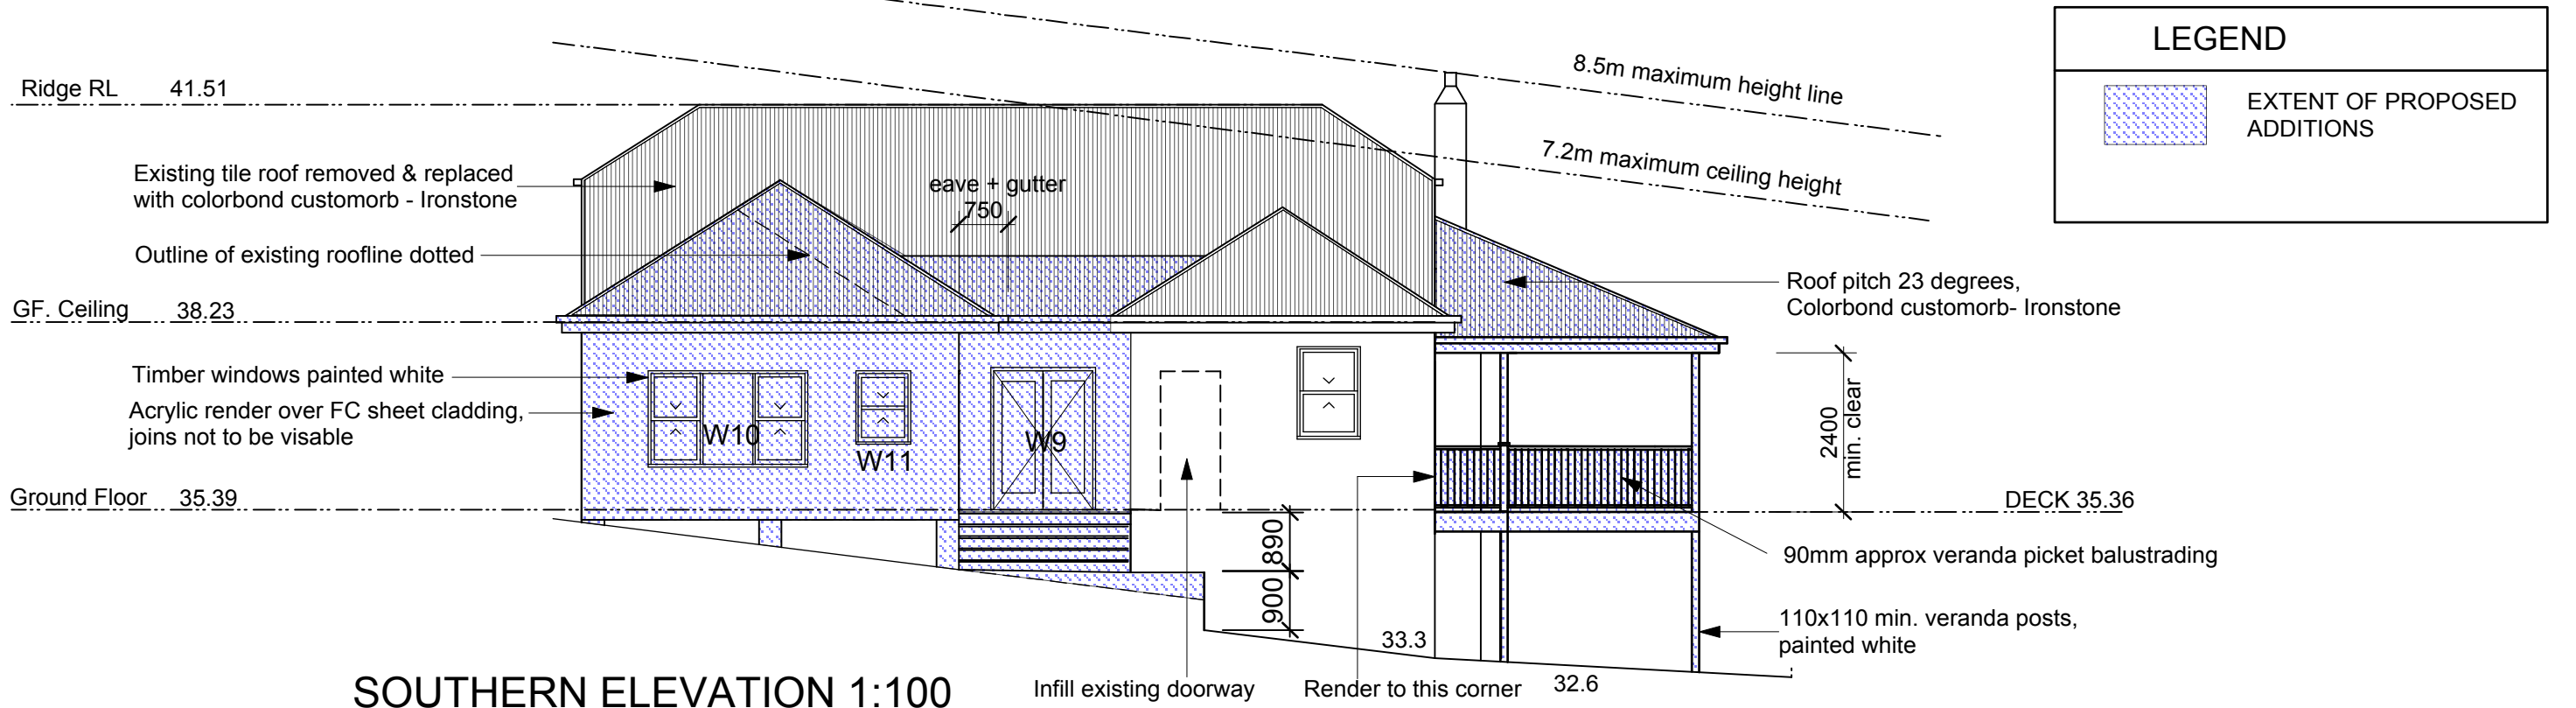 LEGEND
EXTENT OF PROPOSED
ADDITIONS
8.5m maximum height line
7.2m maximum ceiling height
Ridge RL 41.51
Existing tile roof removed & replaced
with colorbond customorb - Ironstone
eave + gutter
750
Outline of existing roofline dotted
Roof pitch 23 degrees,
Colorbond customorb- Ironstone
GF. Ceiling 38.23
Timber windows painted white
Acrylic render over FC sheet cladding,
joins not to be visable
W10
W11
W9
2400
min. clear
Ground Floor 35.39
DECK 35.36
890
900
90mm approx veranda picket balustrading
110x110 min. veranda posts,
painted white
33.3
32.6
Infill existing doorway
Render to this corner
SOUTHERN ELEVATION 1:100